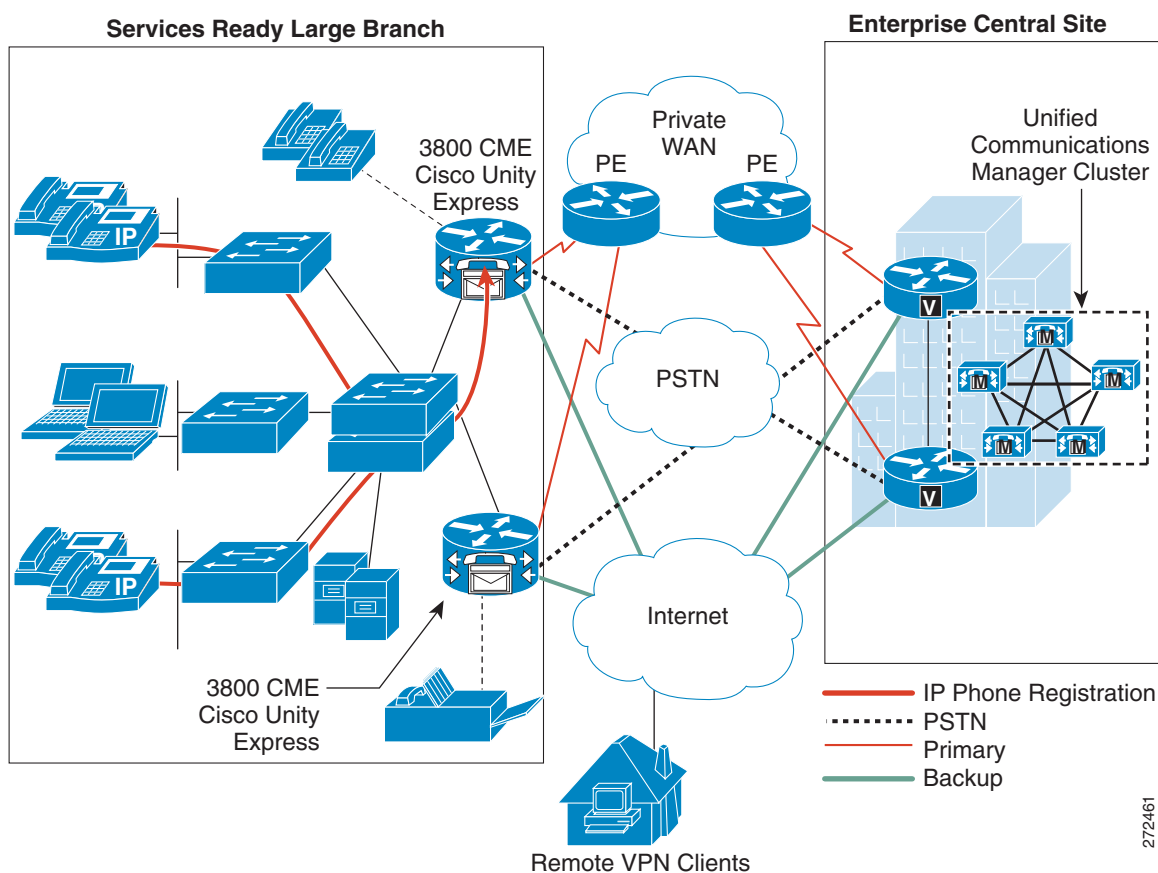 Services Ready Large Branch
Enterprise Central Site
3800 CME
Cisco Unity
Express
Private
WAN
PE
PE
Unified
Communications
Manager Cluster
IP
V
M
M
M
M
M
PSTN
V
IP
Internet
3800 CME
Cisco Unity
Express
IP Phone Registration
PSTN
Primary
Backup
Remote VPN Clients
272461